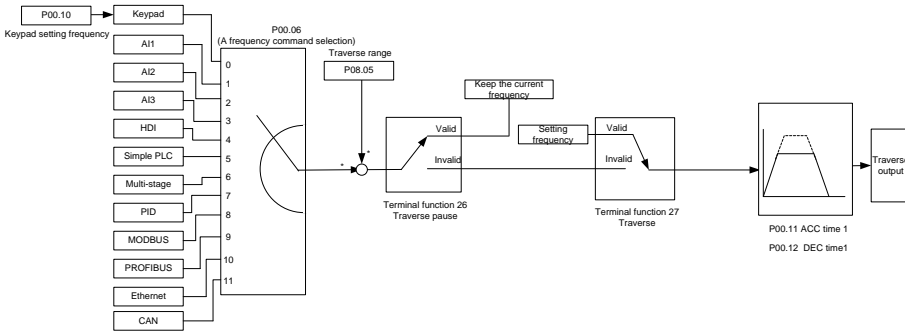 P00.10
Keypad setting frequency
Keypad
AI1
AI2
AI3
HDI
Simple PLC
Multi-stage
PID
MODBUS
PROFIBUS
Ethernet
CAN
P00.06
(A frequency command selection)
0
1
2
3
4
5
6
7
8
9
10
11
Traverse range
P08.05
*
*
Valid
Invalid
Terminal function 26
Traverse pause
Keep the current
frequency
Setting
frequency
Valid
Invalid
Terminal function 27
Traverse
P00.11 ACC time 1
P00.12 DEC time1
Traverse
output